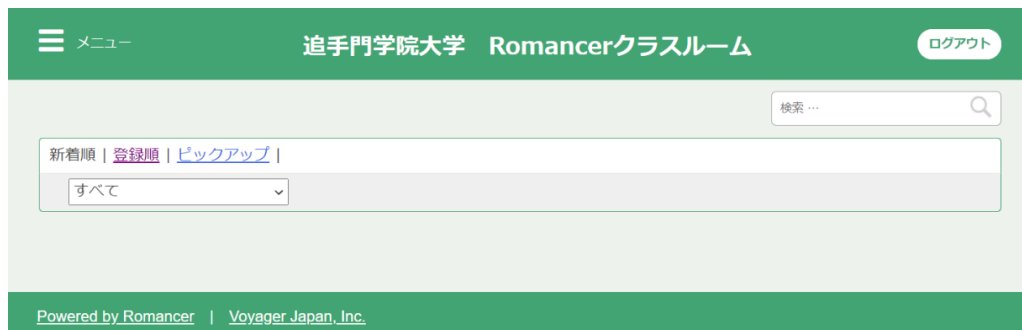 メニュー
追手門学院大学　Romancerクラスルーム
ログアウト
検索 …
新着順 | 登録順 | ピックアップ |
すべて
Powered by Romancer | Voyager Japan, Inc.